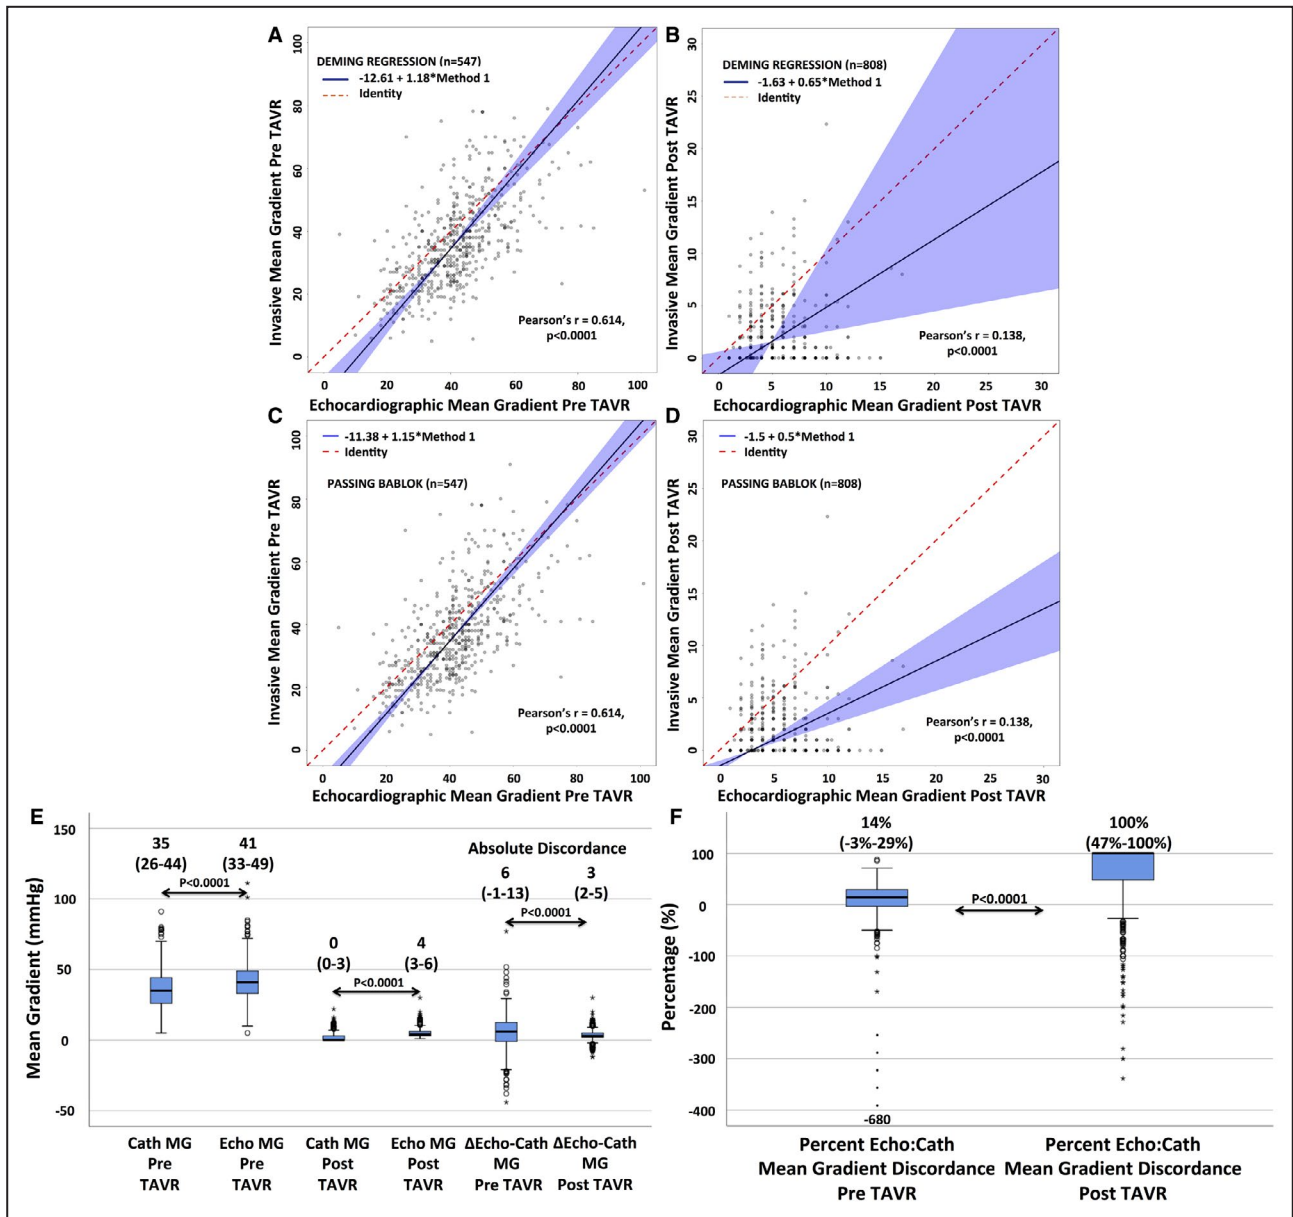 A
DEMING REGRESSION (n=547)
-12.61 + 1.18*Method 1
Identity
Pearson's r = 0.614,
p<0.0001
Invasive Mean Gradient Pre TAVR
0 20 40 60 80 100
0 20 40 60 80 100
Echocardiographic Mean Gradient Pre TAVR
B
DEMING REGRESSION (n=808)
-1.63 + 0.65*Method 1
Identity
Pearson's r = 0.138,
p<0.0001
Invasive Mean Gradient Post TAVR
0 5 10 15 20 25 30
0 5 10 15 20 25 30
Echocardiographic Mean Gradient Post TAVR
C
-11.38 + 1.15*Method 1
Identity
PASSING BABLOK (n=547)
Pearson's r = 0.614,
p<0.0001
Invasive Mean Gradient Pre TAVR
0 20 40 60 80 100
0 20 40 60 80 100
Echocardiographic Mean Gradient Pre TAVR
D
-1.5 + 0.5*Method 1
Identity
PASSING BABLOK (n=808)
Pearson's r = 0.138,
p<0.0001
Invasive Mean Gradient Post TAVR
0 5 10 15 20 25 30
0 5 10 15 20 25 30
Echocardiographic Mean Gradient Post TAVR
E
Mean Gradient (mmHg)
150
100
50
0
-50
35
(26-44)
41
(33-49)
P<0.0001
0
(0-3)
4
(3-6)
P<0.0001
Absolute Discordance
6
(-1-13)
3
(2-5)
P<0.0001
Cath MG
Pre
TAVR
Echo MG
Pre
TAVR
Cath MG
Post
TAVR
Echo MG
Post
TAVR
ΔEcho-Cath
MG
Pre TAVR
ΔEcho-Cath
MG
Post TAVR
F
Percentage (%)
100
0
-100
-200
-300
-400
14%
(-3%-29%)
100%
(47%-100%)
P<0.0001
-680
Percent Echo:Cath
Mean Gradient Discordance
Pre TAVR
Percent Echo:Cath
Mean Gradient Discordance
Post TAVR